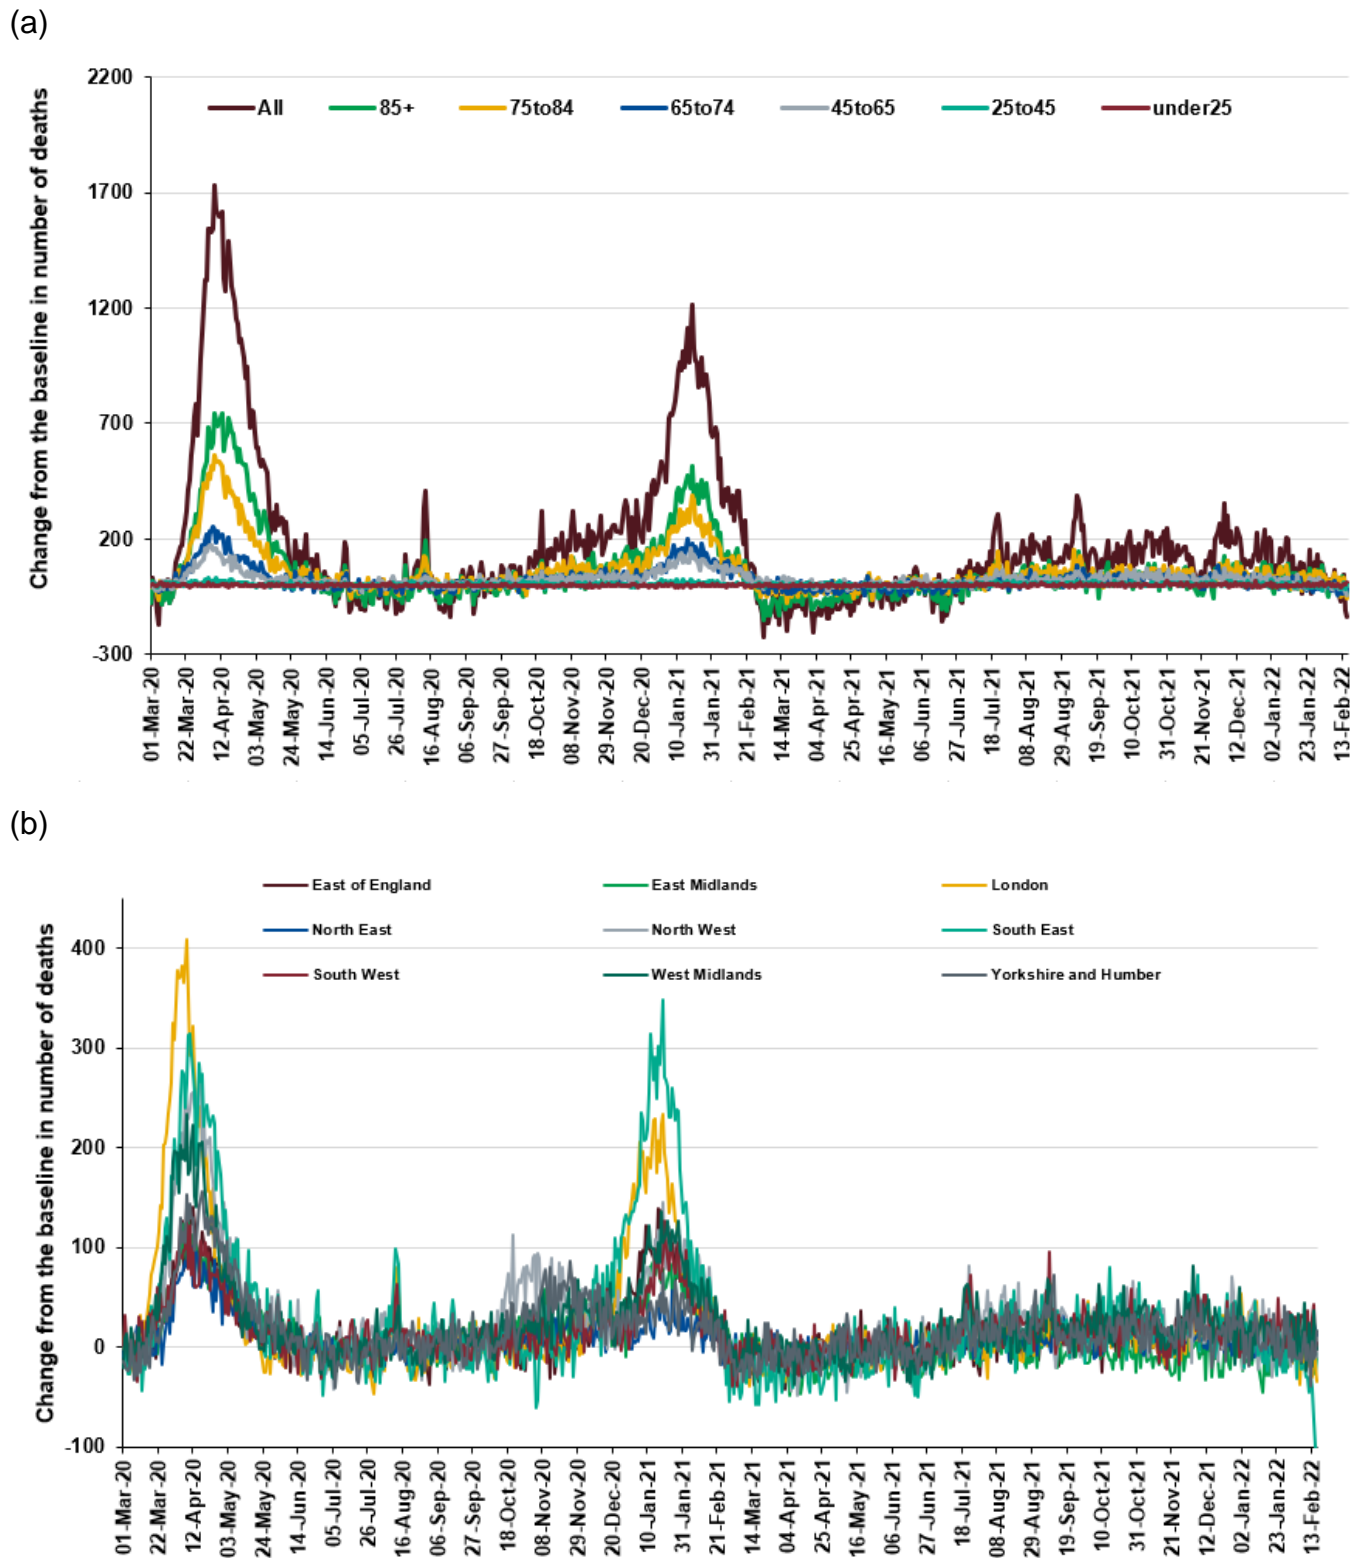 (a)
Change from the baseline in number of deaths
2200
1700
1200
700
200
-300
All 85+ 75to84 65to74 45to65 25to45 under25
01-Mar-20
22-Mar-20
12-Apr-20
03-May-20
24-May-20
14-Jun-20
05-Jul-20
26-Jul-20
16-Aug-20
06-Sep-20
27-Sep-20
18-Oct-20
08-Nov-20
29-Nov-20
20-Dec-20
10-Jan-21
31-Jan-21
21-Feb-21
14-Mar-21
04-Apr-21
25-Apr-21
16-May-21
06-Jun-21
27-Jun-21
18-Jul-21
08-Aug-21
29-Aug-21
19-Sep-21
10-Oct-21
31-Oct-21
21-Nov-21
12-Dec-21
02-Jan-22
23-Jan-22
13-Feb-22
(b)
East of England East Midlands London
North East North West South East
South West West Midlands Yorkshire and Humber
Change from the baseline in number of deaths
400
300
200
100
0
-100
01-Mar-20
22-Mar-20
12-Apr-20
03-May-20
24-May-20
14-Jun-20
05-Jul-20
26-Jul-20
16-Aug-20
06-Sep-20
27-Sep-20
18-Oct-20
08-Nov-20
29-Nov-20
20-Dec-20
10-Jan-21
31-Jan-21
21-Feb-21
14-Mar-21
04-Apr-21
25-Apr-21
16-May-21
06-Jun-21
27-Jun-21
18-Jul-21
08-Aug-21
29-Aug-21
19-Sep-21
10-Oct-21
31-Oct-21
21-Nov-21
12-Dec-21
02-Jan-22
23-Jan-22
13-Feb-22